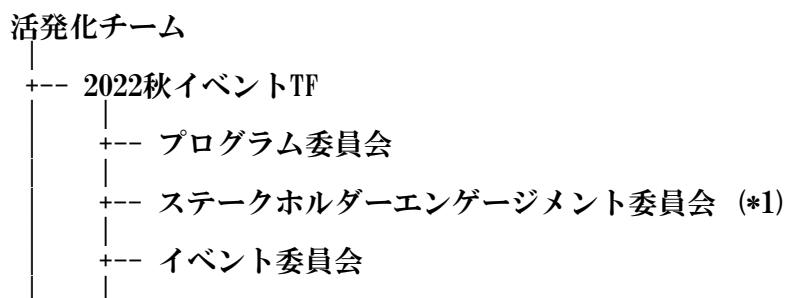 活発化チーム
|
+-- 2022秋イベントTF
|   |
|   +-- プログラム委員会
|   |
|   +-- ステークホルダーエンゲージメント委員会 (*1)
|   |
|   +-- イベント委員会
|   |